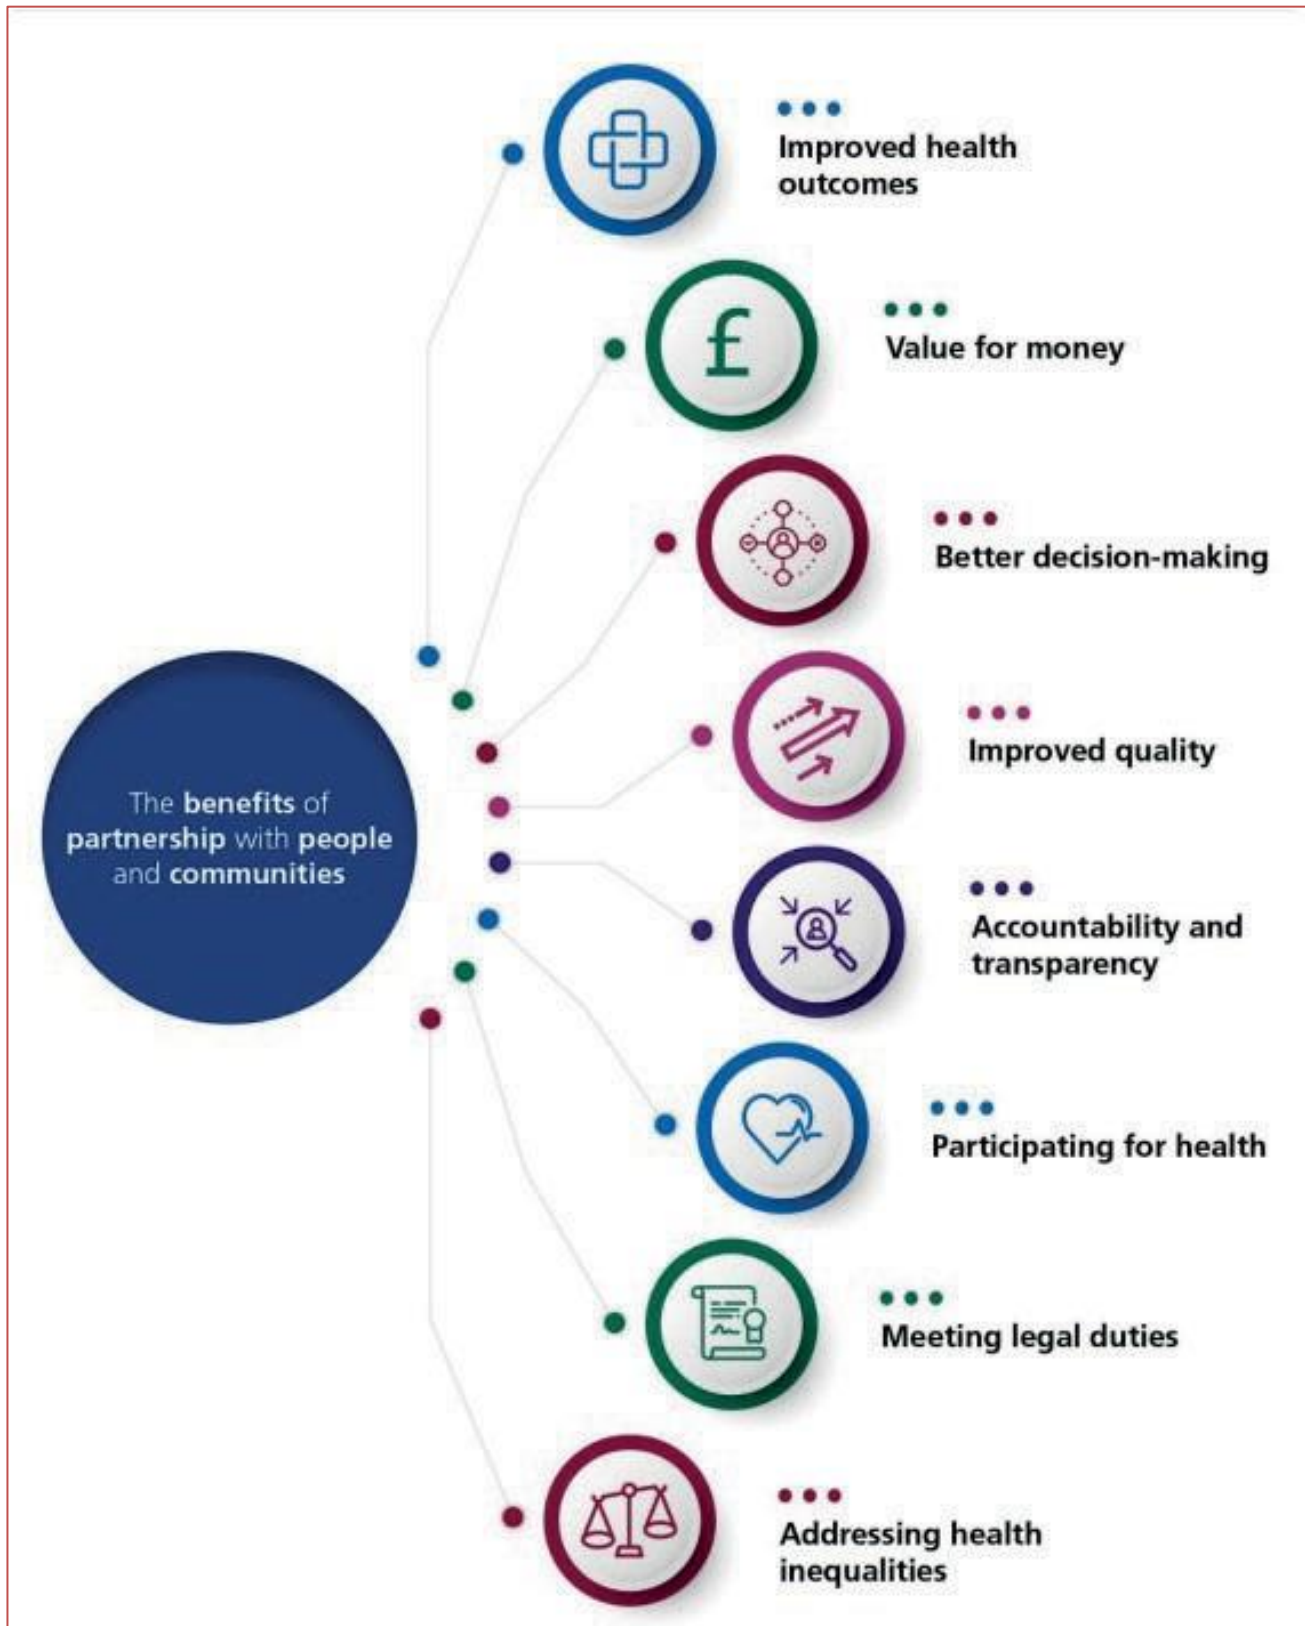 Improved health
outcomes
£
Value for money
Better decision-making
Improved quality
The benefits of
partnership with people
and communities
Accountability and
transparency
Participating for health
Meeting legal duties
Addressing health
inequalities